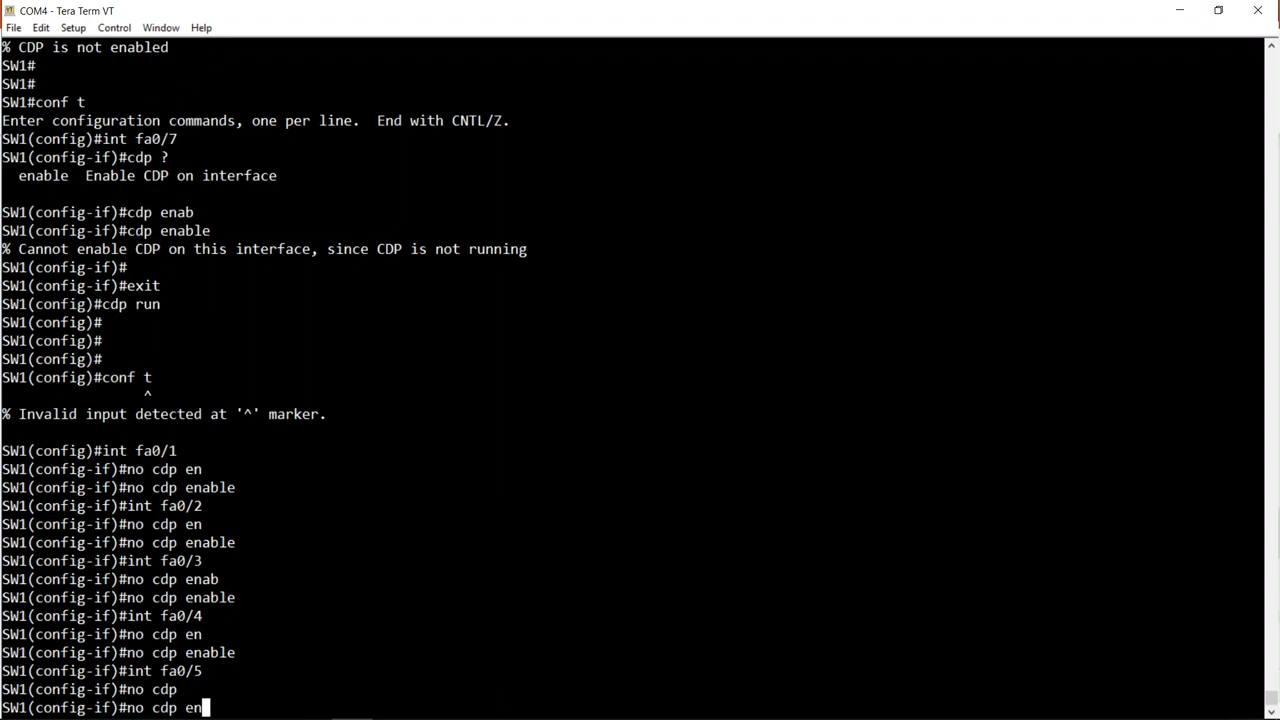 COM4 - Tera Term VT
File Edit Setup Control Window Help
% CDP is not enabled
SW1#
SW1#
SW1#conf t
Enter configuration commands, one per line.  End with CNTL/Z.
SW1(config)#int fa0/7
SW1(config-if)#cdp ?
  enable  Enable CDP on interface
SW1(config-if)#cdp enab
SW1(config-if)#cdp enable
% Cannot enable CDP on this interface, since CDP is not running
SW1(config-if)#
SW1(config-if)#exit
SW1(config)#cdp run
SW1(config)#
SW1(config)#
SW1(config)#
SW1(config)#conf t
^
% Invalid input detected at '^' marker.
SW1(config)#int fa0/1
SW1(config-if)#no cdp en
SW1(config-if)#no cdp enable
SW1(config-if)#int fa0/2
SW1(config-if)#no cdp en
SW1(config-if)#no cdp enable
SW1(config-if)#int fa0/3
SW1(config-if)#no cdp enab
SW1(config-if)#no cdp enable
SW1(config-if)#int fa0/4
SW1(config-if)#no cdp en
SW1(config-if)#no cdp enable
SW1(config-if)#int fa0/5
SW1(config-if)#no cdp
SW1(config-if)#no cdp en